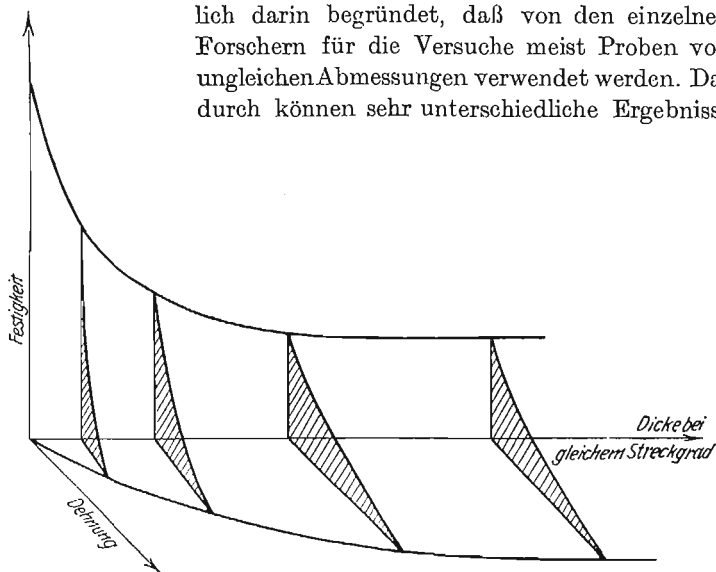 lich darin begründet, daß von den einzelne
Forschern für die Versuche meist Proben vo
ungleichen Abmessungen verwendet werden. Da
durch können sehr unterschiedliche Ergebniss
Festigkeit
Dicke bei
gleichem Streckgrad
Dehnung